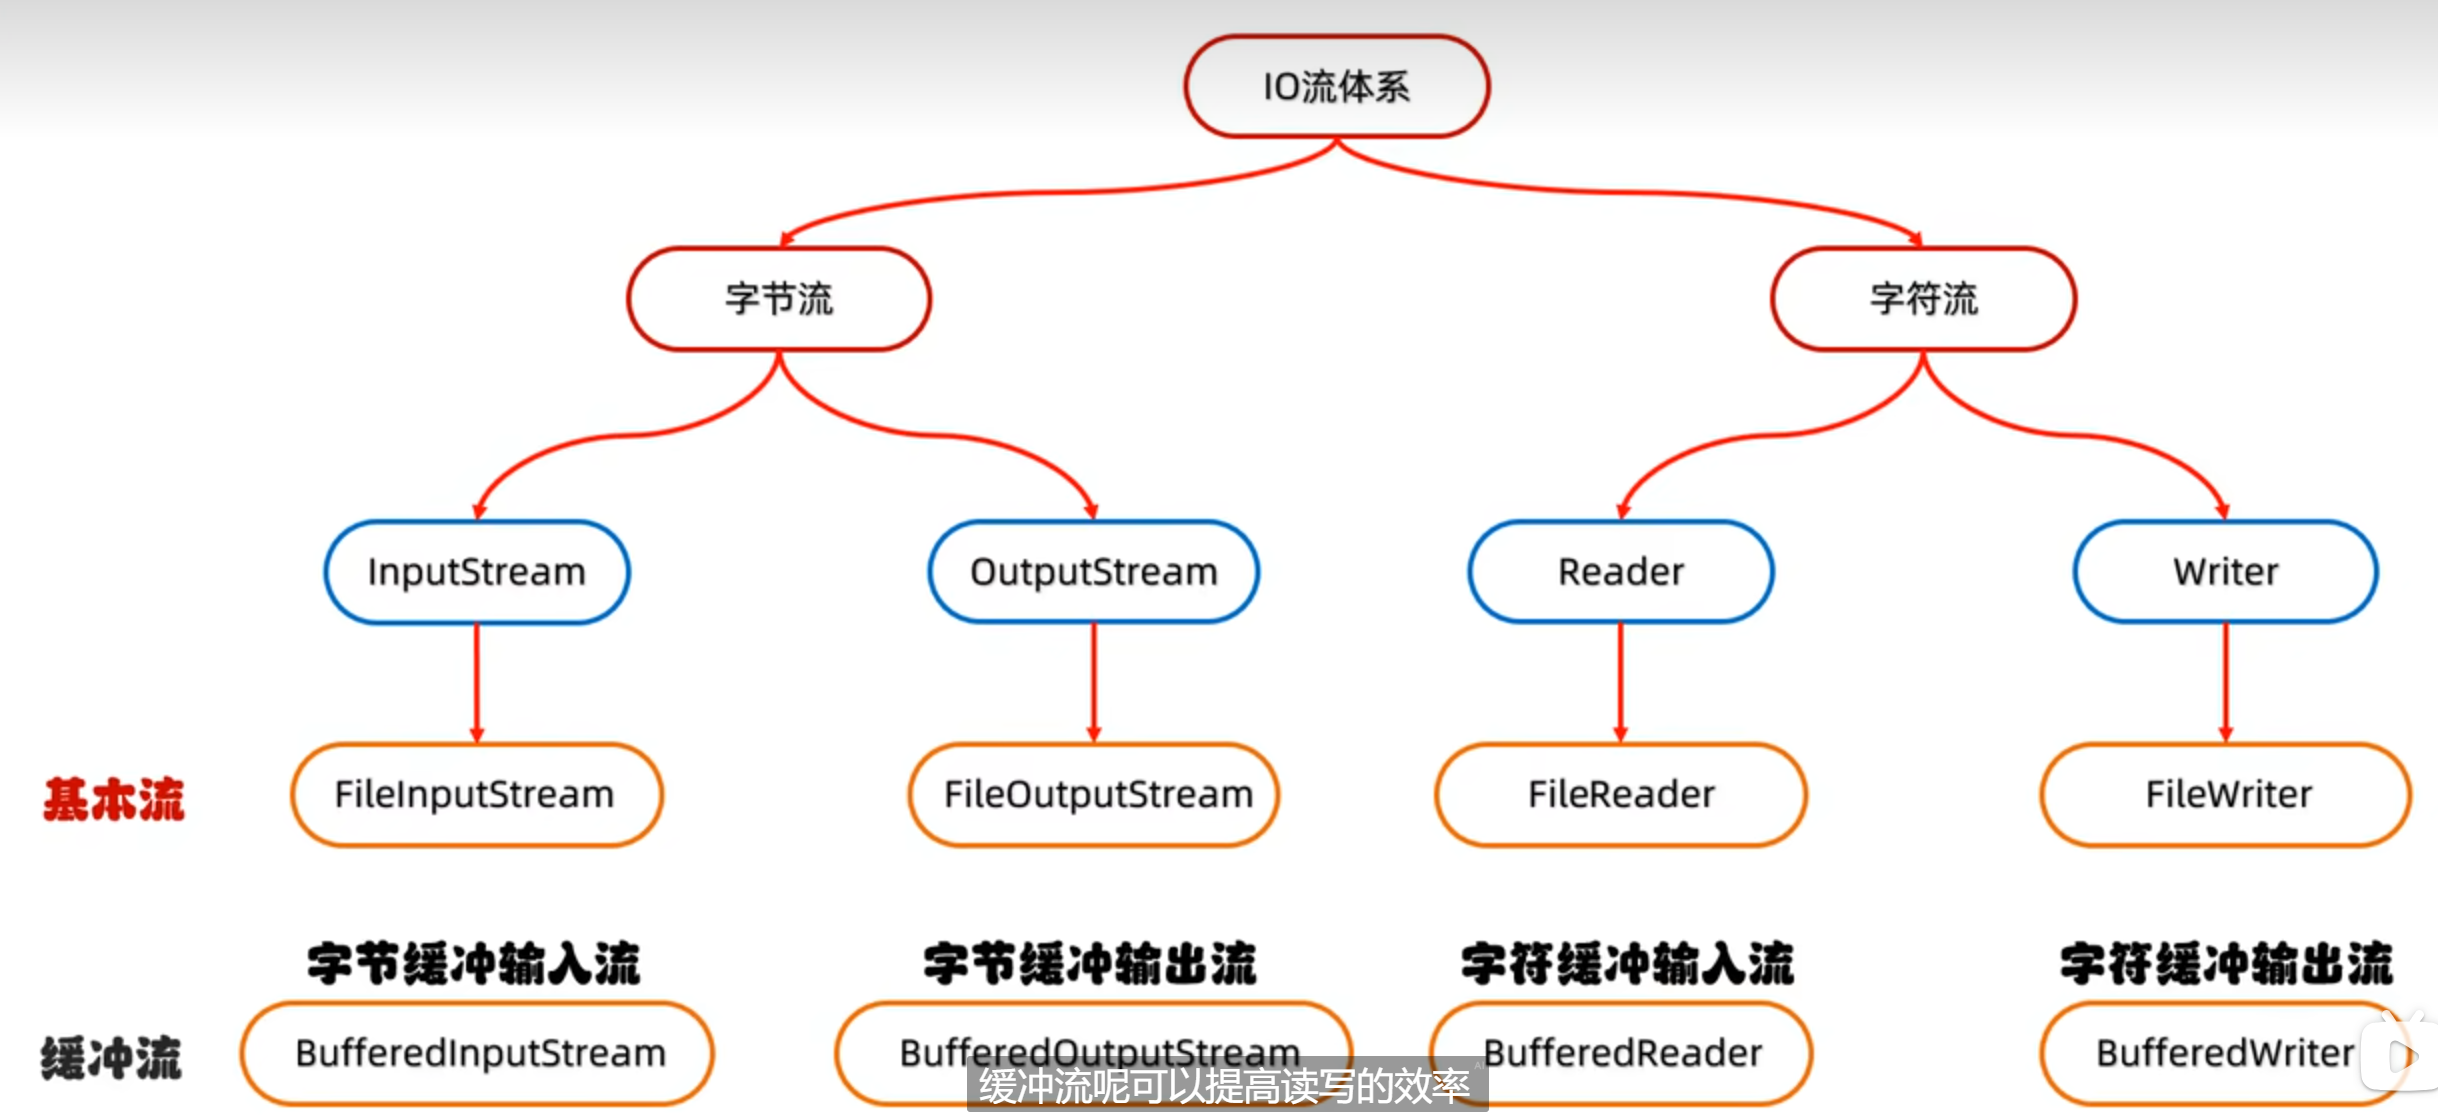 IO流体系
字节流
字符流
InputStream
OutputStream
Reader
Writer
基本流
FileInputStream
FileOutputStream
FileReader
FileWriter
字节缓冲输入流
字节缓冲输出流
字符缓冲输入流
字符缓冲输出流
缓冲流
BufferedInputStream
BufferedOutputStream
BufferedReader
BufferedWriter
缓冲流呢可以提高读写的效率
AI